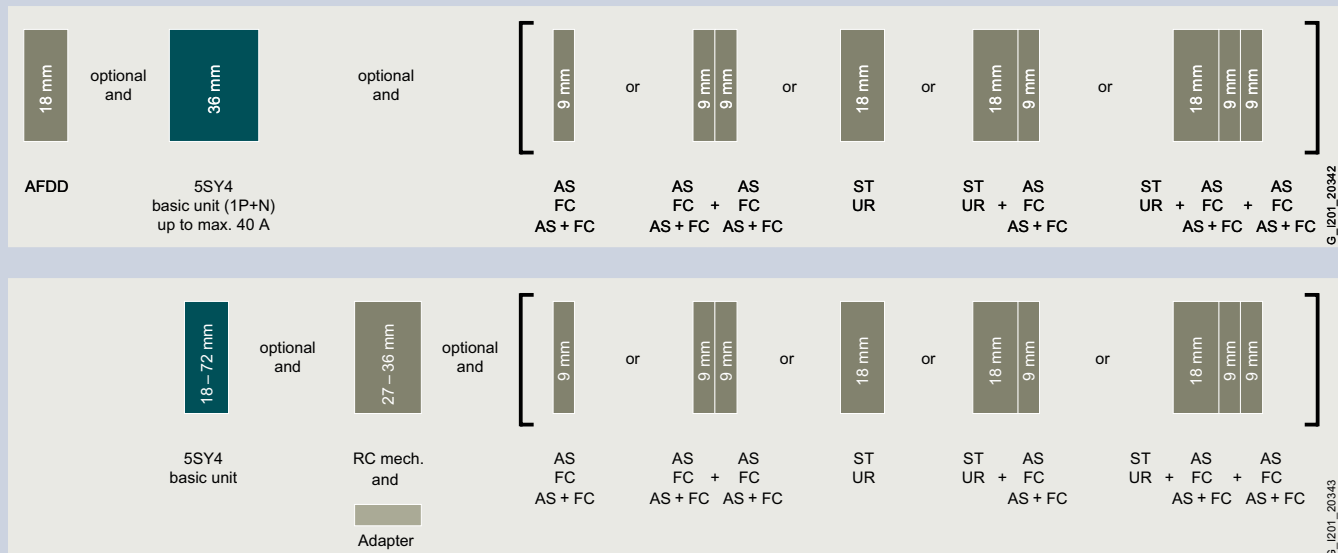 18 mm
optional
and
36 mm
optional
and
9 mm
or
9 mm
9 mm
or
18 mm
or
18 mm
9 mm
or
18 mm
9 mm
9 mm
AFDD
5SY4
basic unit (1P+N)
up to max. 40 A
AS
FC
AS + FC
AS AS
FC + FC
AS + FC AS + FC
ST
UR
ST AS
UR + FC
AS + FC
ST AS AS
UR + FC + FC
AS + FC AS + FC
G_I201_20342
18 – 72 mm
optional
and
27 – 36 mm
optional
and
9 mm
or
9 mm
9 mm
or
18 mm
or
18 mm
9 mm
or
18 mm
9 mm
9 mm
5SY4
basic unit
RC mech.
and
Adapter
AS
FC
AS + FC
AS AS
FC + FC
AS + FC AS + FC
ST
UR
ST AS
UR + FC
AS + FC
ST AS AS
UR + FC + FC
AS + FC AS + FC
G_I201_20343